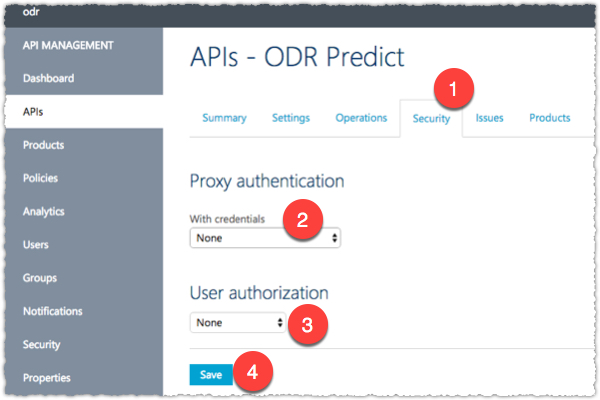 odr
API MANAGEMENT
Dashboard
APIs
Products
Policies
Analytics
Users
Groups
Notifications
Security
Properties
APIs - ODR Predict
1
Summary Settings Operations Security Issues Products
Proxy authentication
With credentials
2
None
User authorization
None
3
Save
4